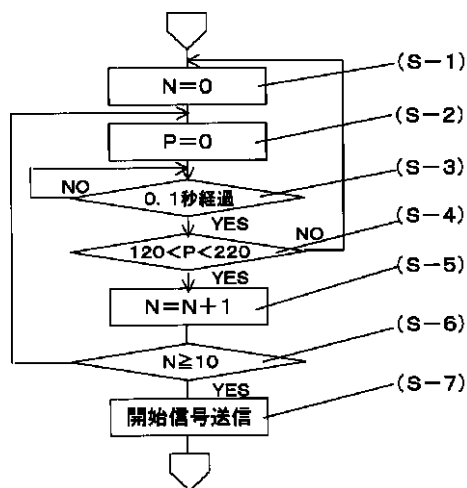 N=0
(S-1)
P=0
(S-2)
NO
0.1秒経過
(S-3)
YES
120<P<220
NO
(S-4)
YES
N=N+1
(S-5)
N≧10
(S-6)
YES
開始信号送信
(S-7)